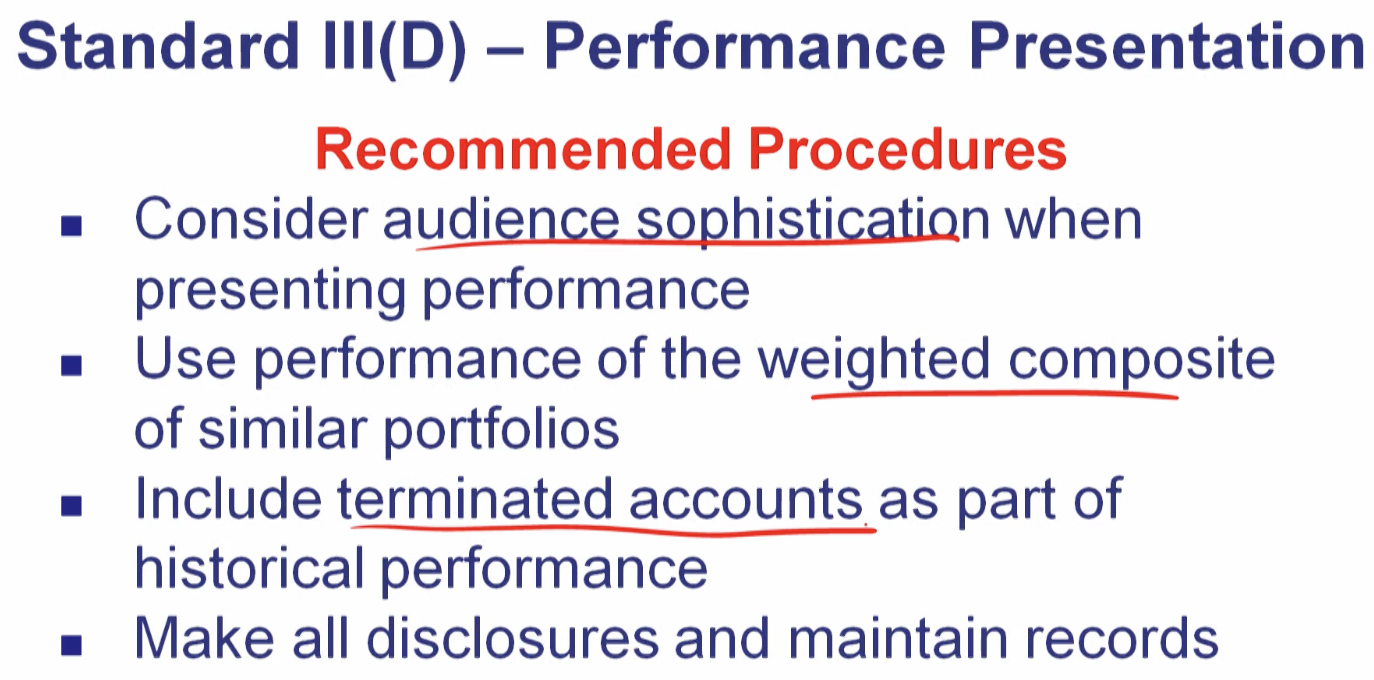 Standard III(D) – Performance Presentation
Recommended Procedures
▪ Consider audience sophistication when
presenting performance
▪ Use performance of the weighted composite
of similar portfolios
▪ Include terminated accounts as part of
historical performance
▪ Make all disclosures and maintain records